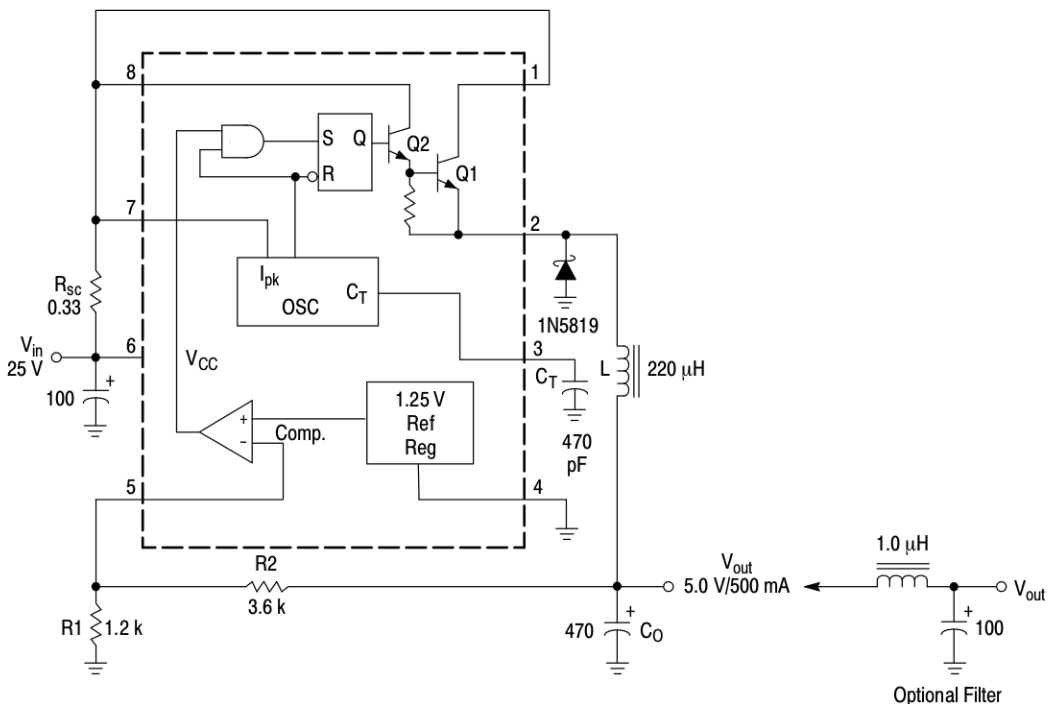 8
1
S Q
Q2
R
Q1
7
2
Ipk
CT
OSC
Rsc
0.33
1N5819
Vin
25 V
6
VCC
3
CT
L
220 µH
100
+
1.25 V
Ref
Reg
+
-
Comp.
470
pF
5
4
R2
3.6 k
Vout
5.0 V/500 mA
1.0 µH
Vout
R1
1.2 k
470
+
CO
+
100
Optional Filter